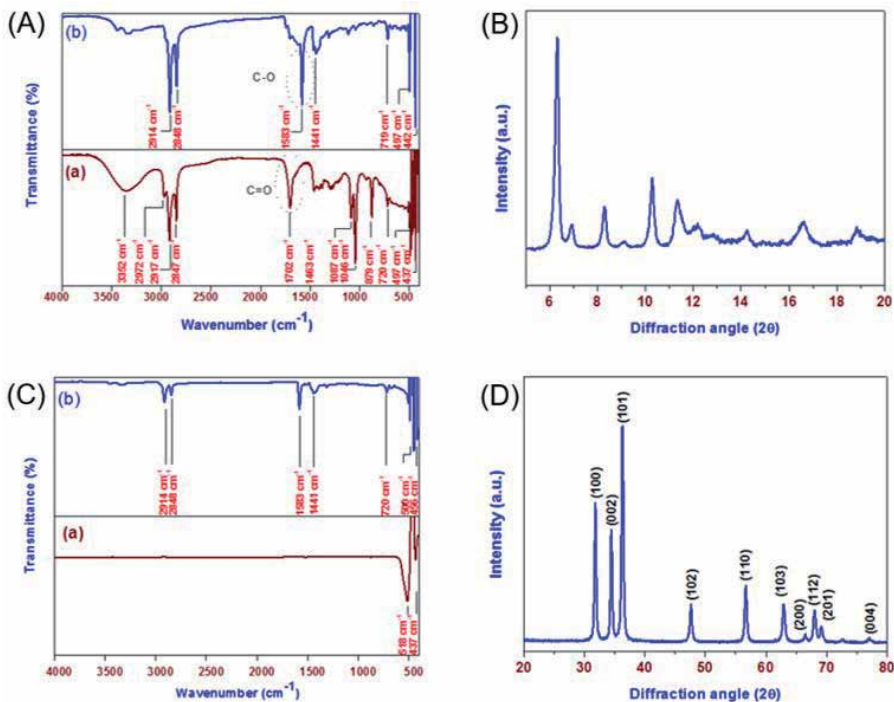 (A)
(b)
C-O
Transmittance (%)
2914 cm-1
2848 cm-1
1583 cm-1
1441 cm-1
719 cm-1
497 cm-1
442 cm-1
(a)
C=O
3352 cm-1
2972 cm-1
2917 cm-1
2847 cm-1
1702 cm-1
1463 cm-1
1087 cm-1
1046 cm-1
879 cm-1
720 cm-1
497 cm-1
437 cm-1
4000 3000 2000 1000 500
Wavenumber (cm-1)
(B)
Intensity (a.u.)
6 8 10 12 14 16 18 20
Diffraction angle (2θ)
(C)
(b)
Transmittance (%)
2914 cm-1
2848 cm-1
1583 cm-1
1441 cm-1
720 cm-1
506 cm-1
456 cm-1
(a)
518 cm-1
437 cm-1
4000 3000 2000 1000 500
Wavenumber (cm-1)
(D)
Intensity (a.u.)
(100)
(002)
(101)
(102)
(110)
(103)
(200)
(112)
(201)
(004)
20 30 40 50 60 70 80
Diffraction angle (2θ)